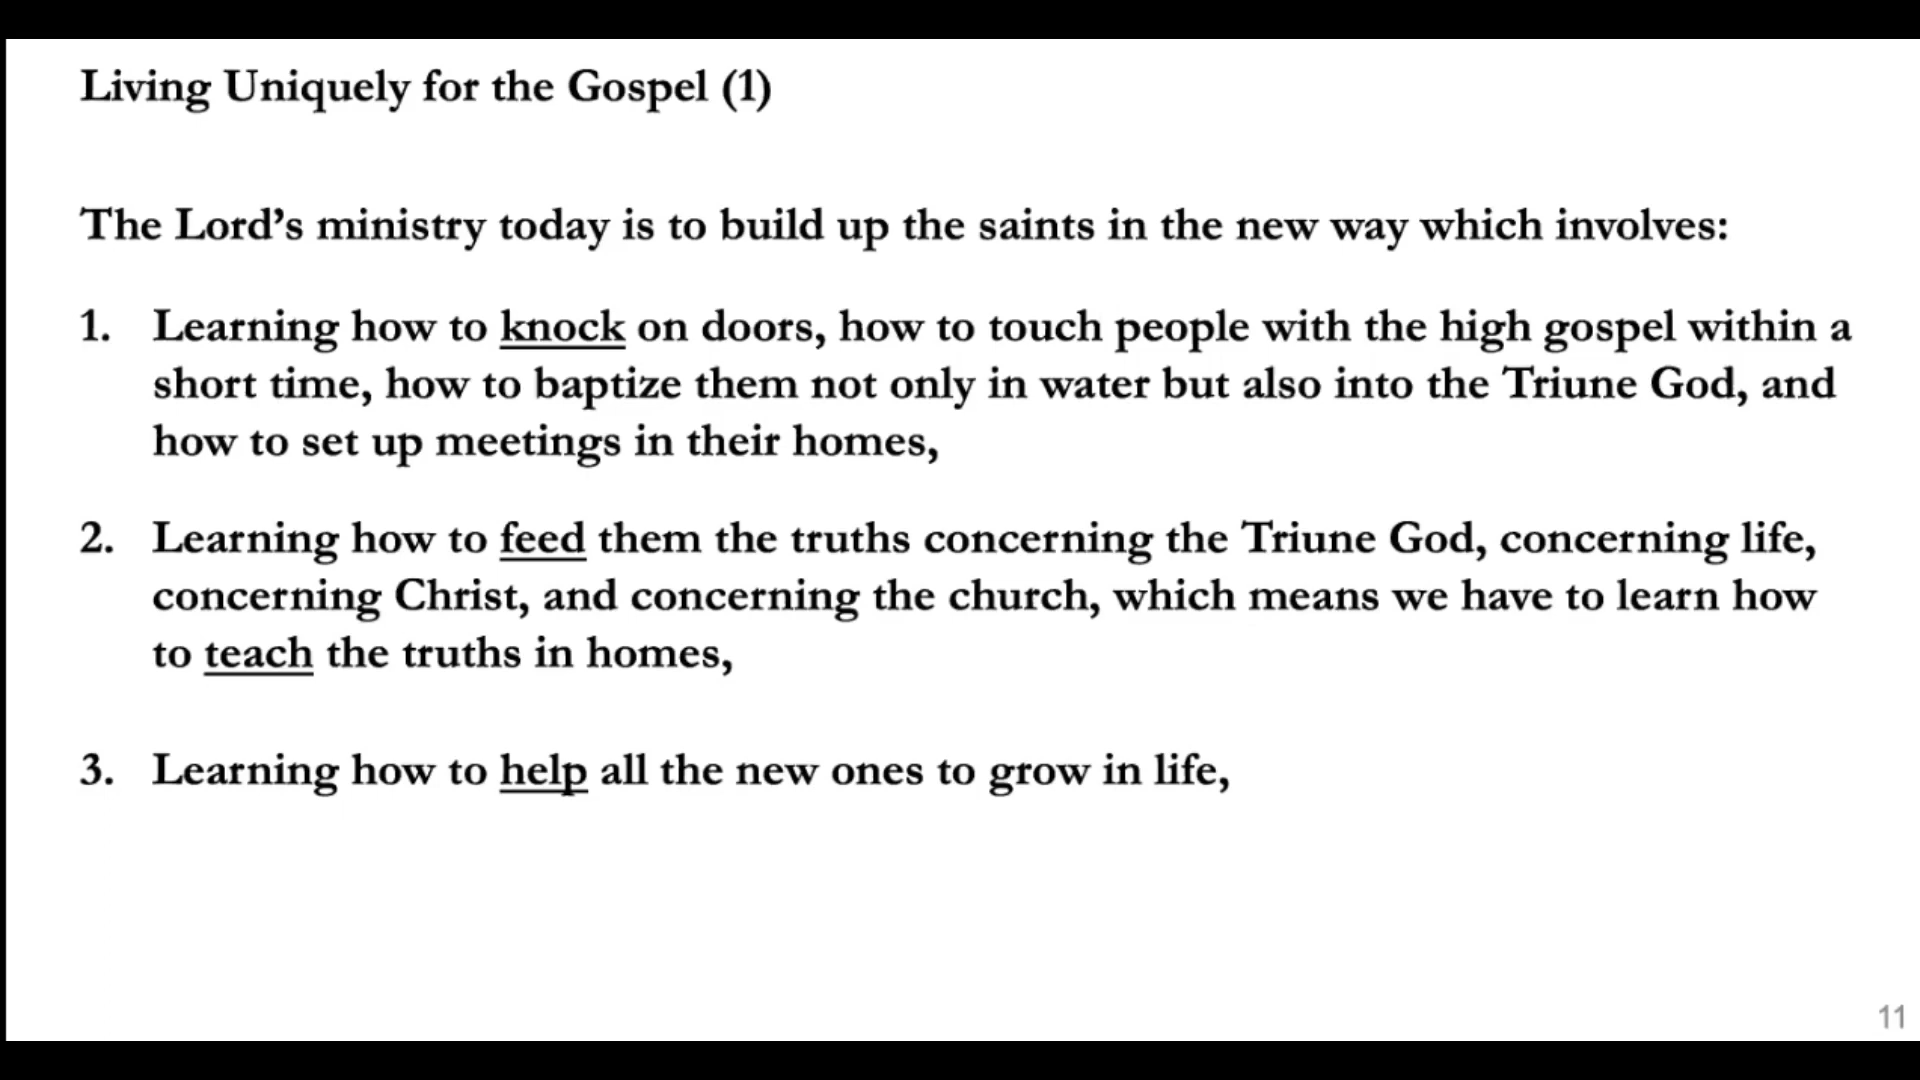 Living Uniquely for the Gospel (1)
The Lord’s ministry today is to build up the saints in the new way which involves:
1. Learning how to knock on doors, how to touch people with the high gospel within a
short time, how to baptize them not only in water but also into the Triune God, and
how to set up meetings in their homes,
2. Learning how to feed them the truths concerning the Triune God, concerning life,
concerning Christ, and concerning the church, which means we have to learn how
to teach the truths in homes,
3. Learning how to help all the new ones to grow in life,
11